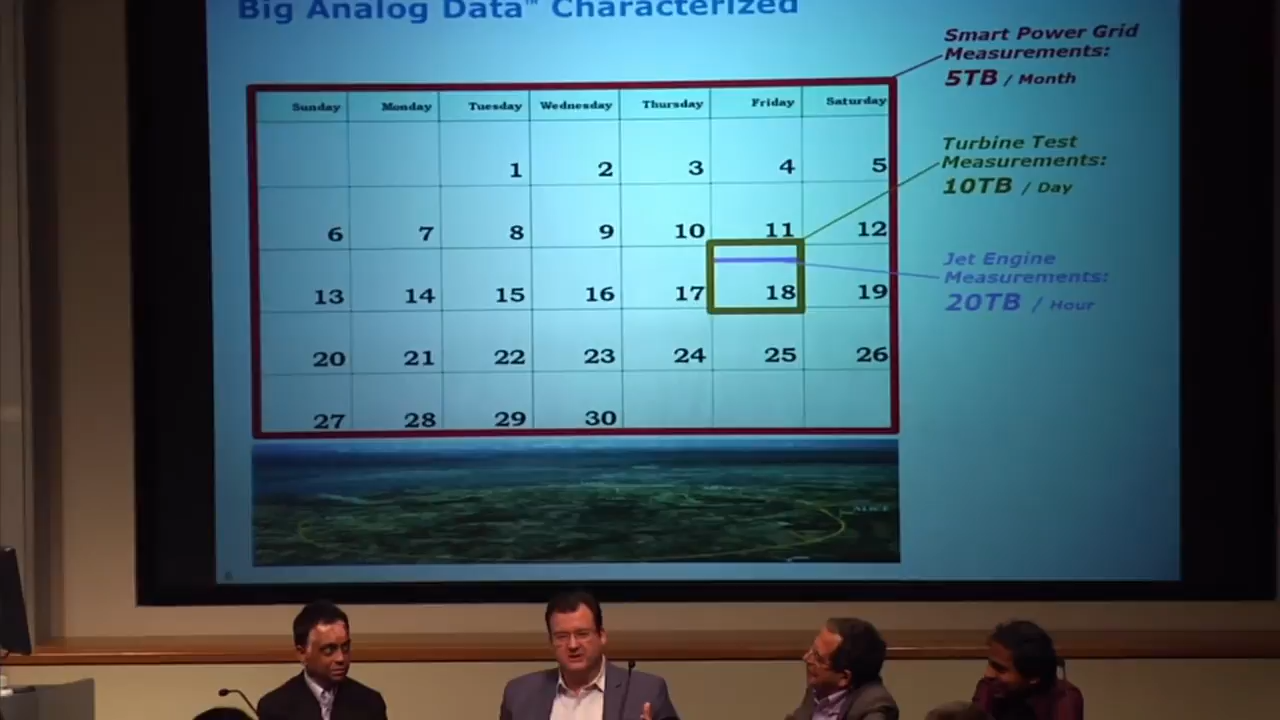 Big Analog Data™ Characterized
Smart Power Grid
Measurements:
5TB / Month
Sunday Monday Tuesday Wednesday Thursday Friday Saturday
1 2 3 4 5
6 7 8 9 10 11 12
13 14 15 16 17 18 19
20 21 22 23 24 25 26
27 28 29 30
Turbine Test
Measurements:
10TB / Day
Jet Engine
Measurements:
20TB / Hour
ALICE